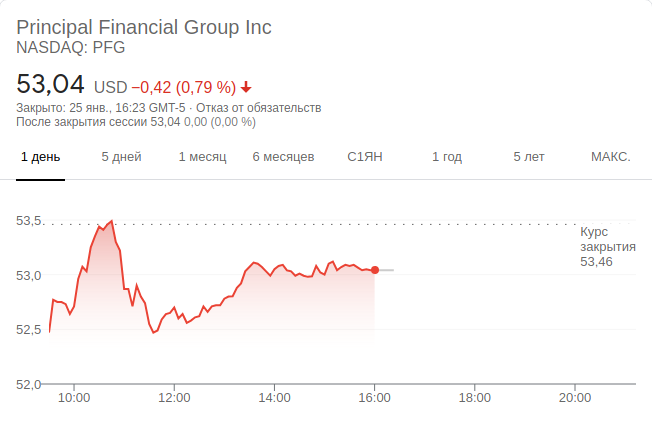 Principal Financial Group Inc
NASDAQ: PFG
53,04 USD −0,42 (0,79 %)
Закрыто: 25 янв., 16:23 GMT-5 · Отказ от обязательств
После закрытия сессии 53,04 0,00 (0,00 %)
1 день 5 дней 1 месяц 6 месяцев С1ЯН 1 год 5 лет МАКС.
53,5
Курс
закрытия
53,46
53,0
52,5
52,0
10:00 12:00 14:00 16:00 18:00 20:00